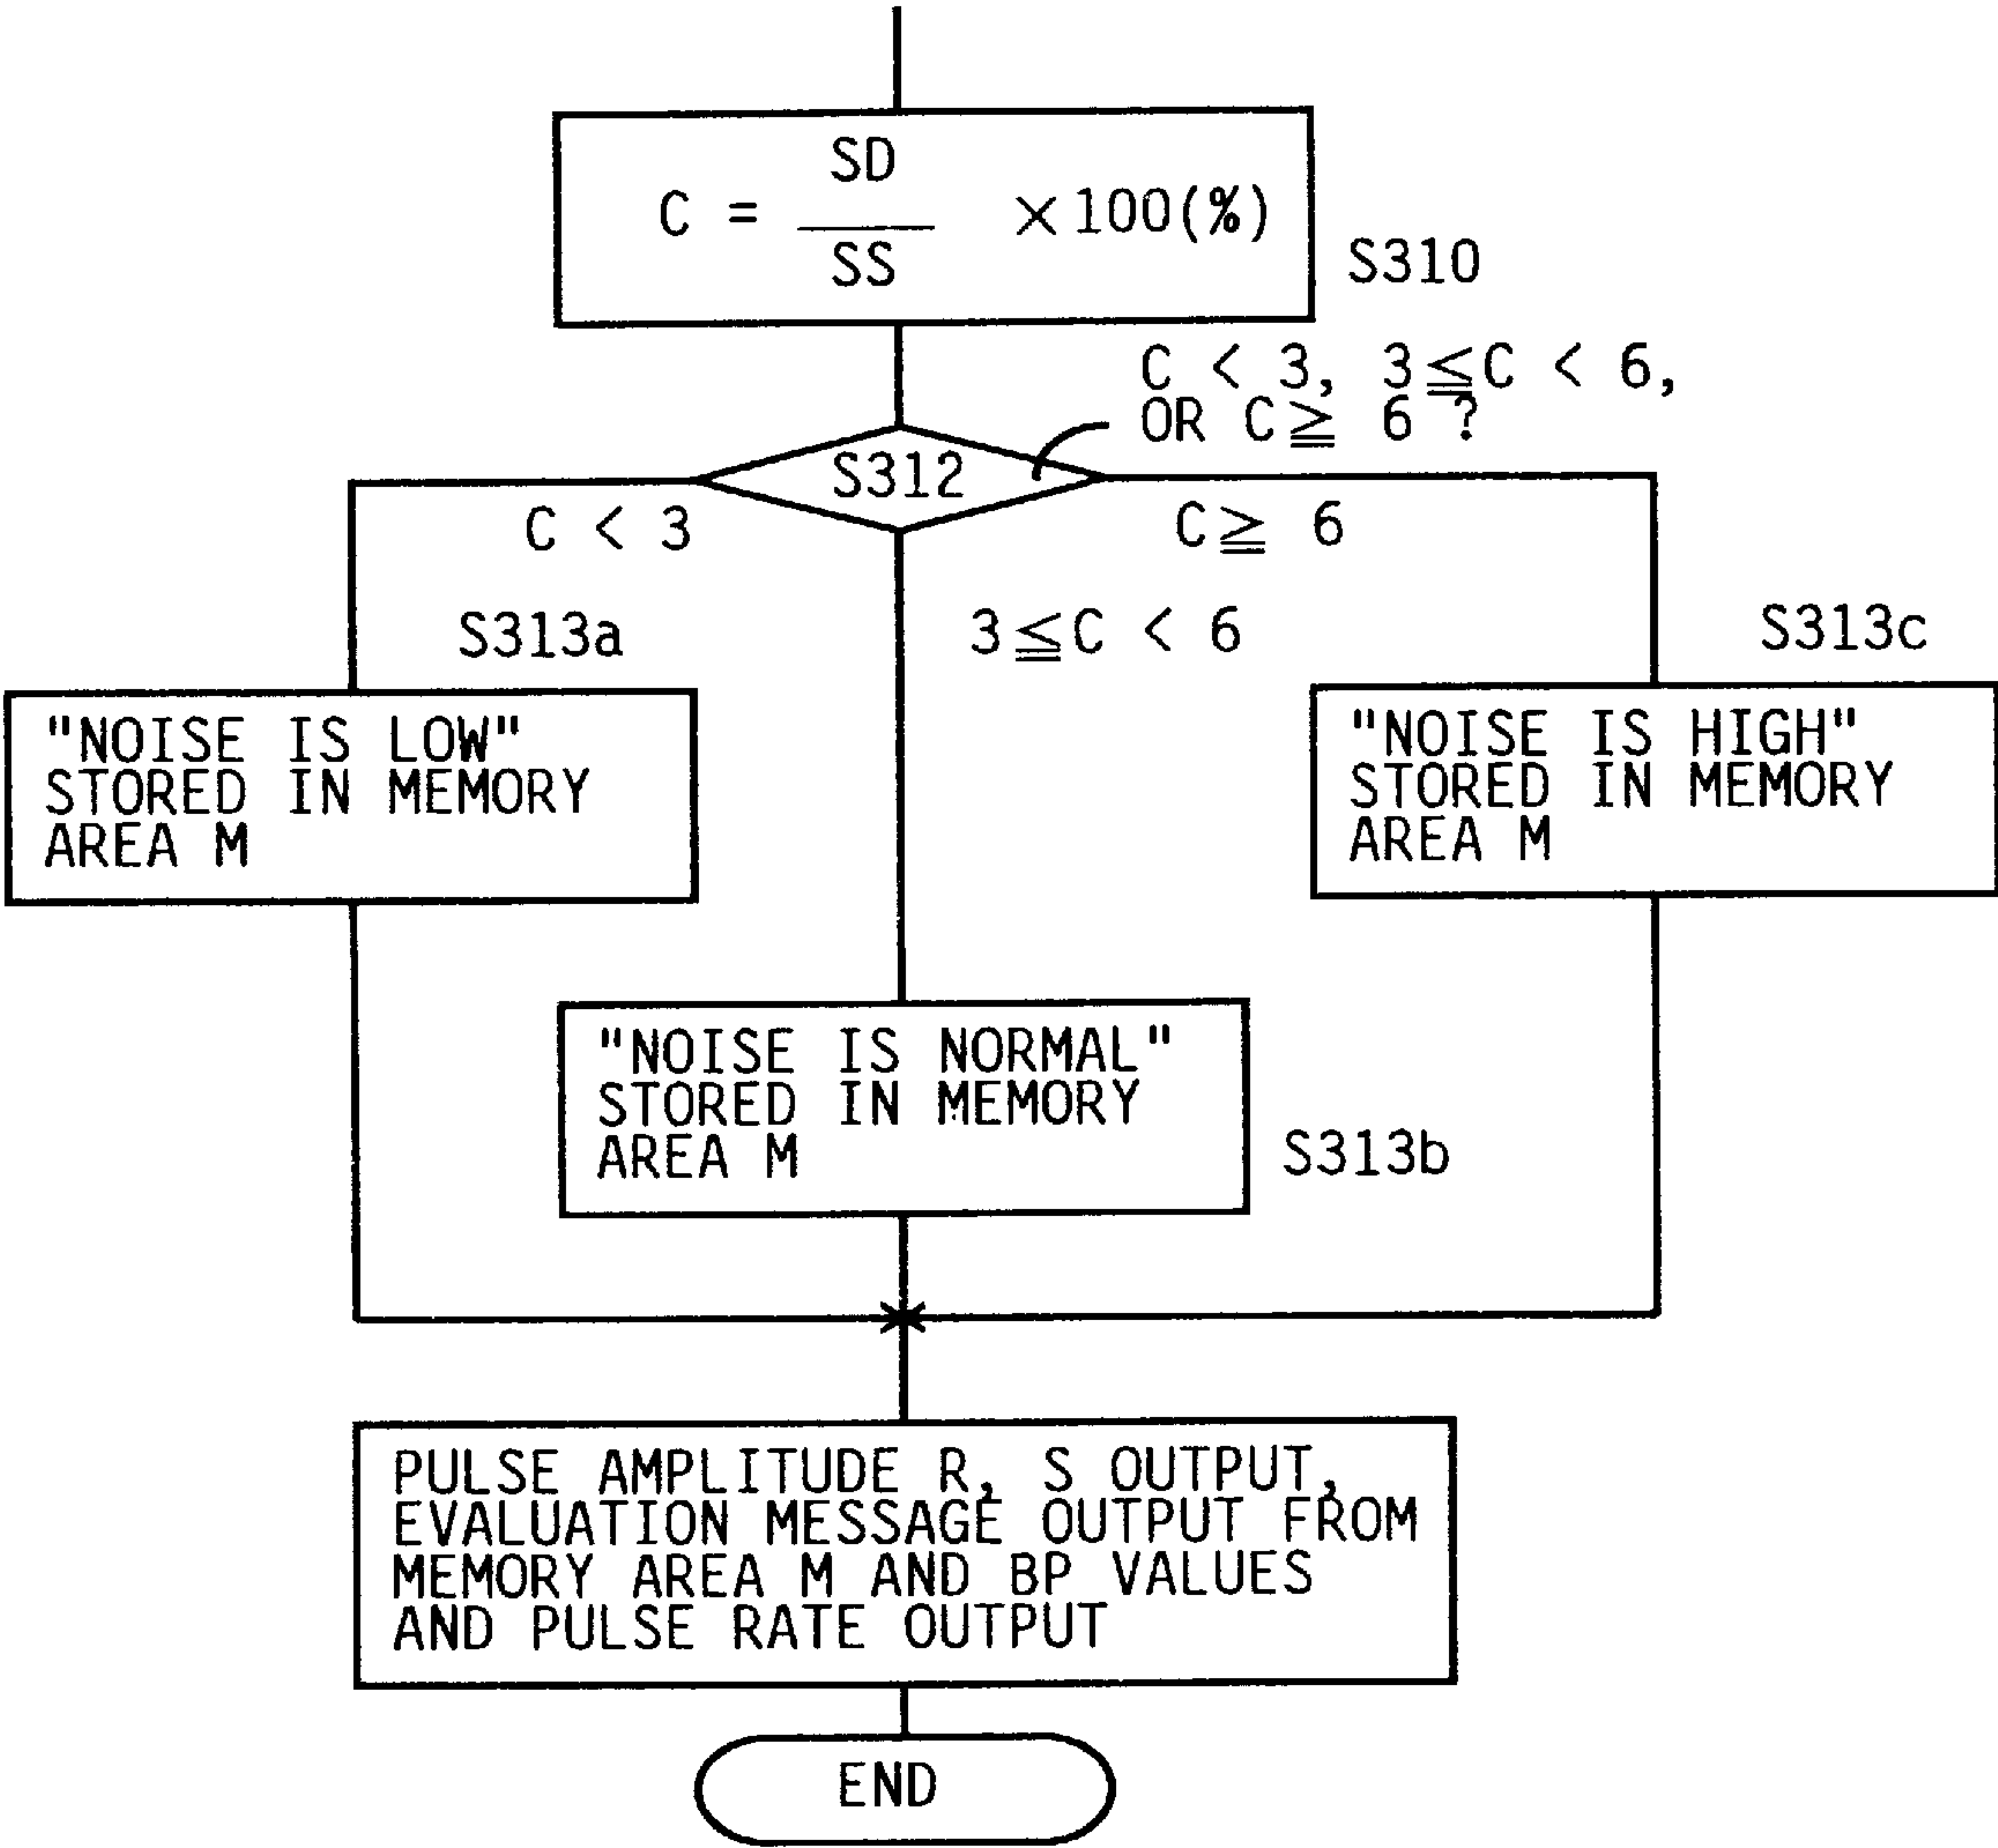 SD
C = ×100(%)
SS
S310
C < 3, 3≦C < 6,
OR C≧ 6 ?
S312
C < 3
C≧ 6
S313a
3≦C < 6
S313c
"NOISE IS LOW"
STORED IN MEMORY
AREA M
"NOISE IS HIGH"
STORED IN MEMORY
AREA M
"NOISE IS NORMAL"
STORED IN MEMORY
AREA M
S313b
PULSE AMPLITUDE R, S OUTPUT,
EVALUATION MESSAGE OUTPUT FROM
MEMORY AREA M AND BP VALUES
AND PULSE RATE OUTPUT
END